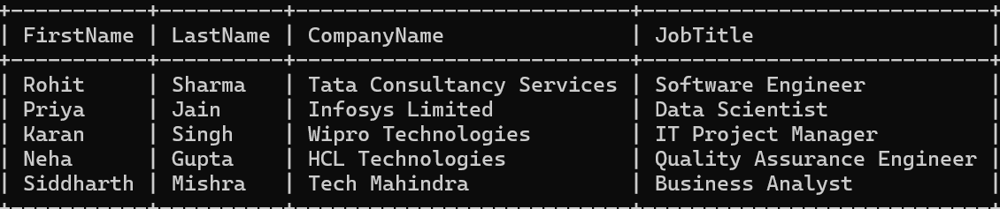 FirstName | LastName | CompanyName | JobTitle
Rohit | Sharma | Tata Consultancy Services | Software Engineer
Priya | Jain | Infosys Limited | Data Scientist
Karan | Singh | Wipro Technologies | IT Project Manager
Neha | Gupta | HCL Technologies | Quality Assurance Engineer
Siddharth | Mishra | Tech Mahindra | Business Analyst